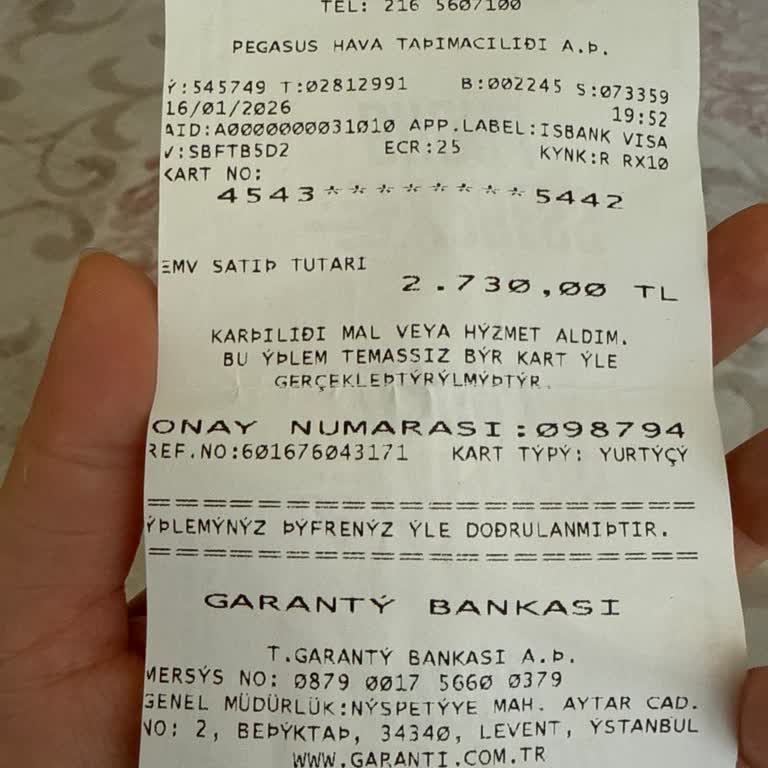 TEL: 216 5607100
PEGASUS HAVA TAÞIMACILIÐI A.Þ.
Ý:545749 T:02812991 B:002245 S:073359
16/01/2026 19:52
AID:A0000000031010 APP.LABEL:ISBANK VISA
V:SBFTB5D2 ECR:25 KYNK:R RX10
KART NO:
4543********5442
EMV SATIÞ TUTARI
2.730,00 TL
KARÞILIÐI MAL VEYA HÝZMET ALDIM.
BU ÝÞLEM TEMASSIZ BÝR KART ÝLE
GERÇEKLEÞTÝRÝLMÝÞTÝR.
ONAY NUMARASI:098794
REF.NO:601676043171 KART TÝPÝ: YURTÝÇÝ
==========================================
ÝÞLEMÝNÝZ ÞÝFRENÝZ ÝLE DOÐRULANMIÞTIR.
==========================================
GARANTÝ BANKASI
T.GARANTÝ BANKASI A.Þ.
MERSÝS NO: 0879 0017 5660 0379
GENEL MÜDÜRLÜK:NÝSPETÝYE MAH. AYTAR CAD.
NO: 2, BEÞÝKTAÞ, 34340, LEVENT, ÝSTANBUL
WWW.GARANTI.COM.TR